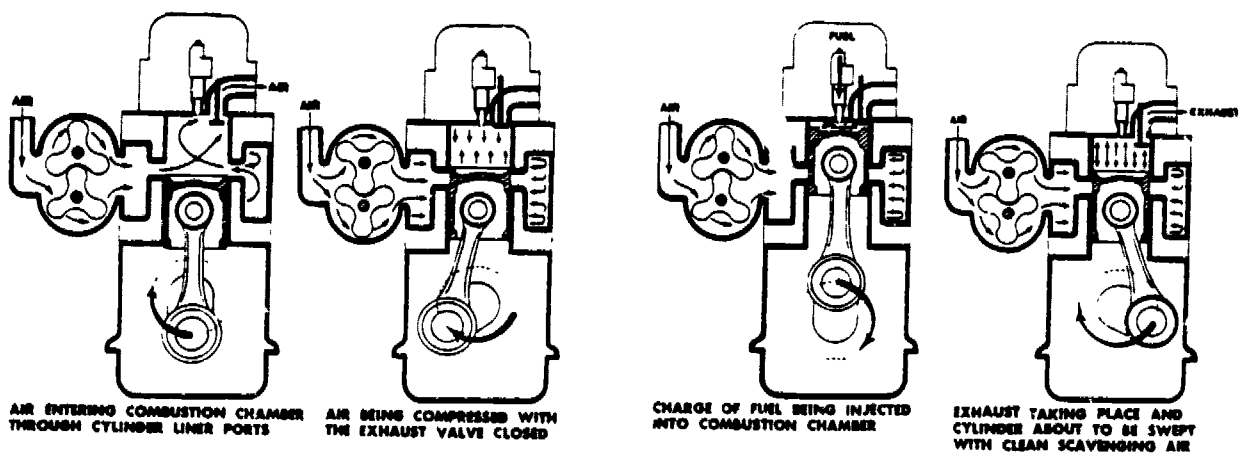 AIR
AIR
AIR ENTERING COMBUSTION CHAMBER
THROUGH CYLINDER LINER PORTS
AIR
AIR BEING COMPRESSED WITH
THE EXHAUST VALVE CLOSED
FUEL
AIR
CHARGE OF FUEL BEING INJECTED
INTO COMBUSTION CHAMBER
AIR
EXHAUST
EXHAUST TAKING PLACE AND
CYLINDER ABOUT TO BE SWEPT
WITH CLEAN SCAVENGING AIR